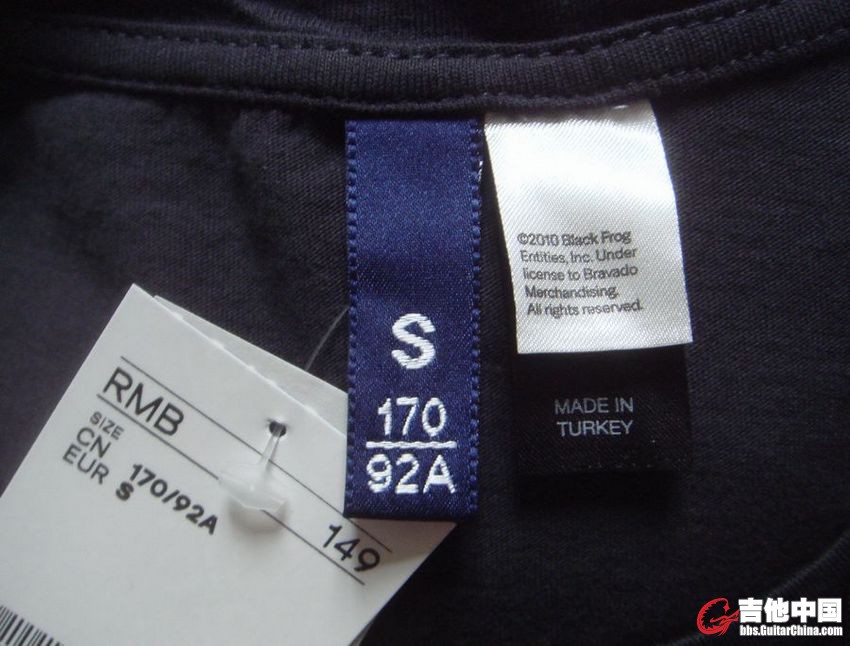 ©2010 Black Frog
Entities, Inc. Under
license to Bravado
Merchandising.
All rights reserved.
MADE IN
TURKEY
S
170
92A
RMB
149
SIZE
CN 170/92A
EUR S
吉他中国
bbs.GuitarChina.com